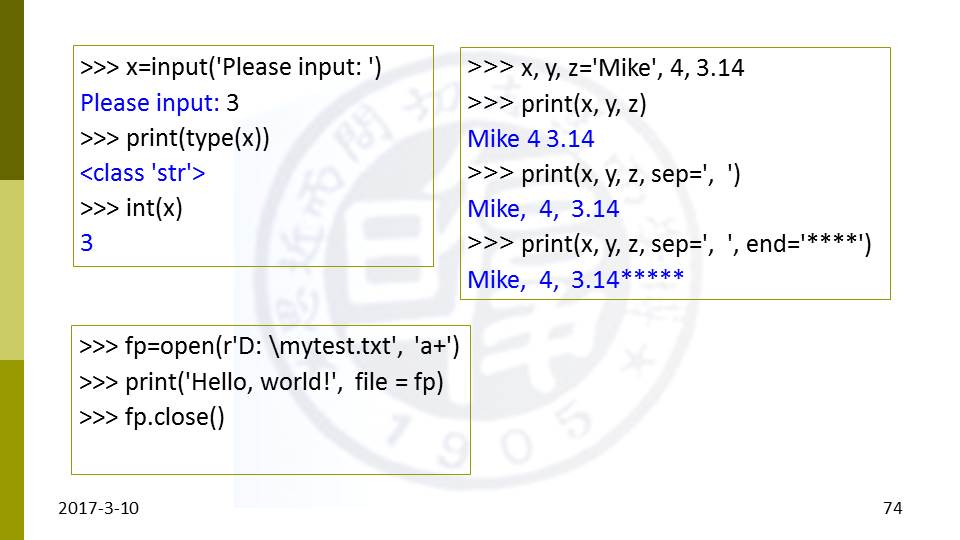 >>> x=input('Please input: ')
Please input: 3
>>> print(type(x))
<class 'str'>
>>> int(x)
3
>>> x, y, z='Mike', 4, 3.14
>>> print(x, y, z)
Mike 4 3.14
>>> print(x, y, z, sep=',  ')
Mike,  4,  3.14
>>> print(x, y, z, sep=',  ', end='****')
Mike,  4,  3.14*****
>>> fp=open(r'D: \mytest.txt',  'a+')
>>> print('Hello, world!',  file = fp)
>>> fp.close()
1905
2017-3-10
74